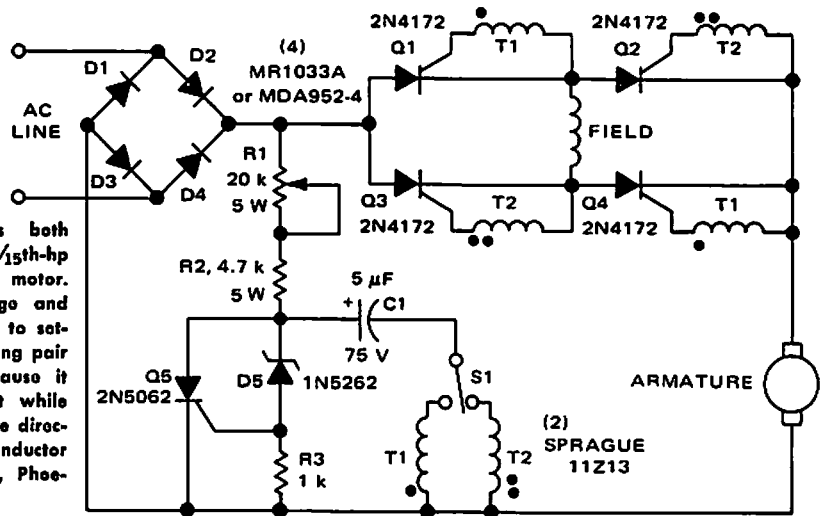 2N4172
2N4172
Q1
T1
Q2
T2
(4)
MR1033A
or MDA952-4
D1
D2
AC
LINE
FIELD
D3
D4
R1
20 k
5 W
Q3
T2
Q4
T1
2N4172
2N4172
s both
/15th-hp
motor.
go and
to sat-
ng pair
ause it
t while
e direc-
nductor
, Phoe-
R2, 4.7 k
5 W
5 µF
+
C1
75 V
Q5
2N5062
D5
1N5262
S1
ARMATURE
R3
1 k
T1
T2
(2)
SPRAGUE
11Z13